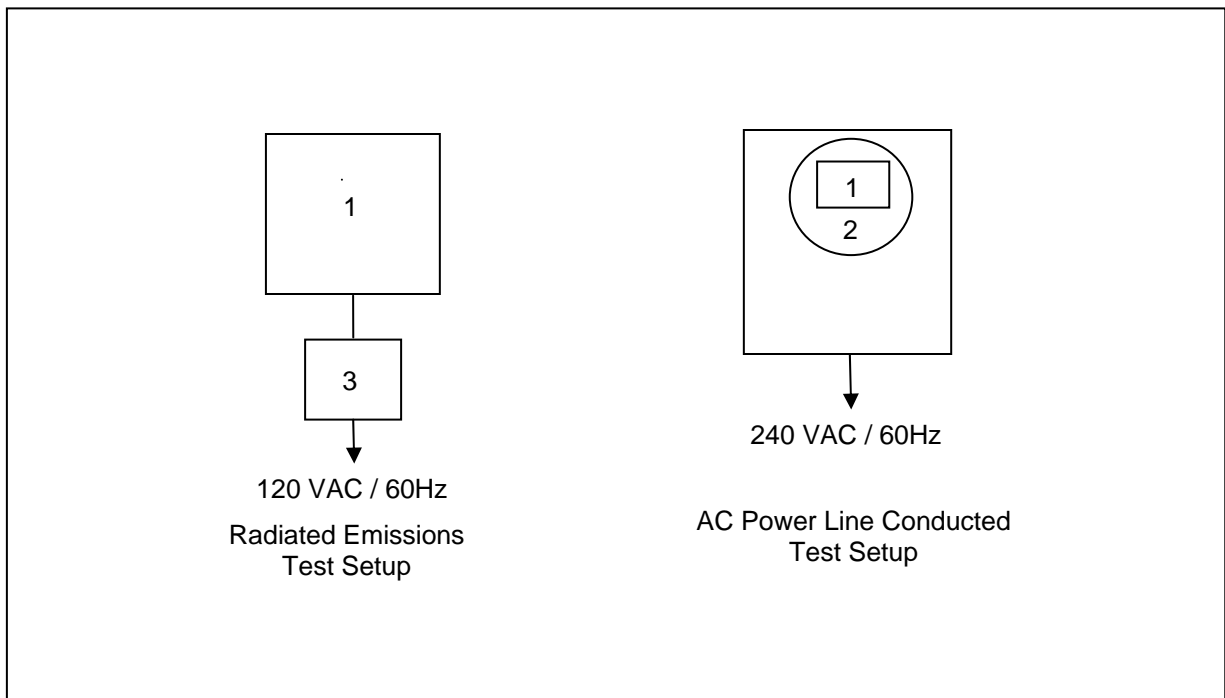 1
3
120 VAC / 60Hz
Radiated Emissions
Test Setup
1
2
240 VAC / 60Hz
AC Power Line Conducted
Test Setup